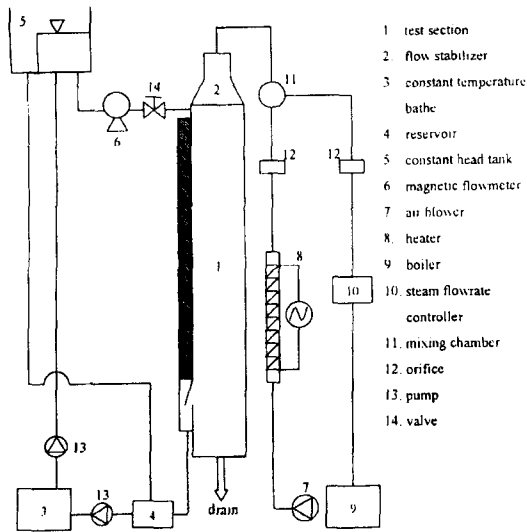 5
14
6
2
11
12
12
1
8
10
13
13
3
4
7
9
drain
1 test section
2. flow stabilizer
3 constant temperature
bathe
4 reservoir
5 constant head tank
6 magnetic flowmeter
7 air blower
8. heater
9 boiler
10. steam flowrate
controller
11. mixing chamber
12. orifice
13. pump
14. valve